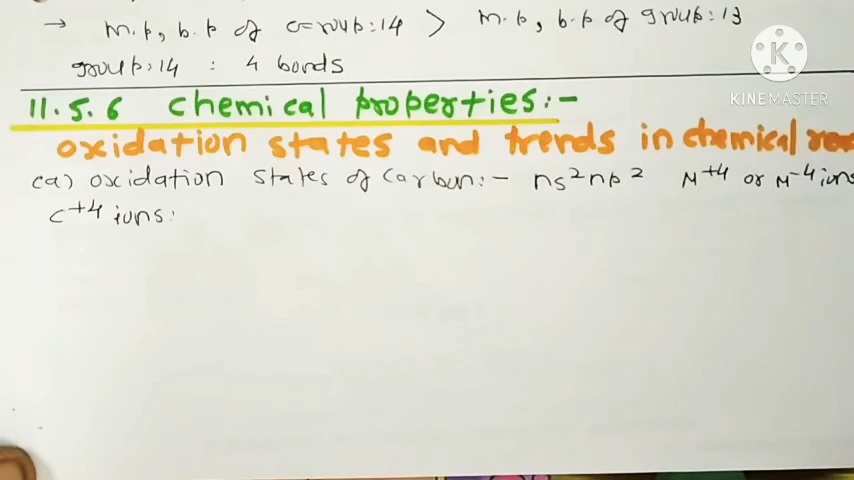 → m.p, b.p of Group:14 > m.p, b.p of group:13
group:14 : 4 bonds
KINEMASTER
11.5.6 chemical properties:-
oxidation states and trends in chemical rea
(a) oxidation states of carbon:- ns²np² M⁺⁴ or M⁻⁴ ions
C⁺⁴ ions: